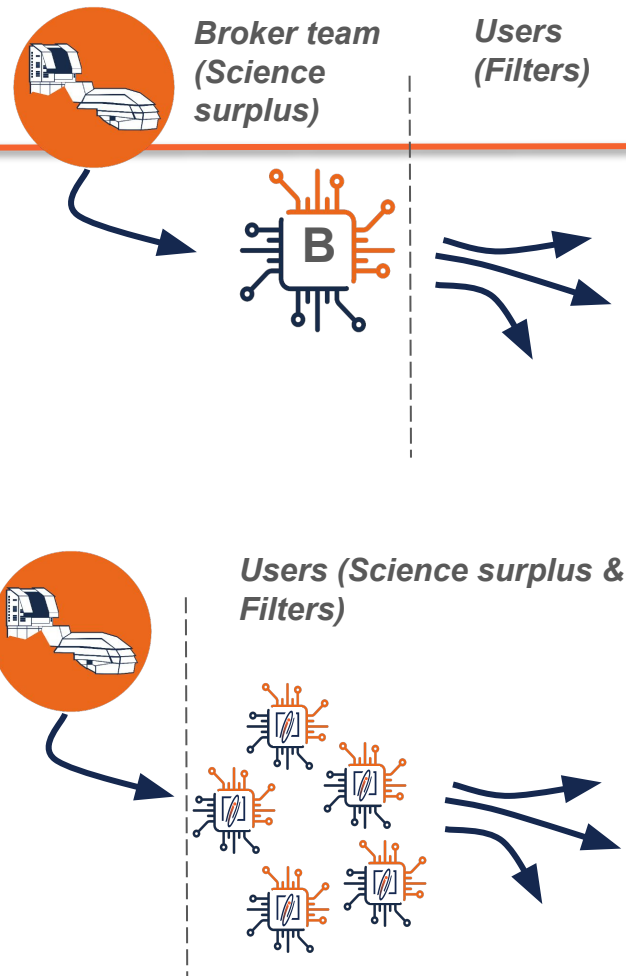 Broker team
(Science
surplus)
Users
(Filters)
B
Users (Science surplus &
Filters)